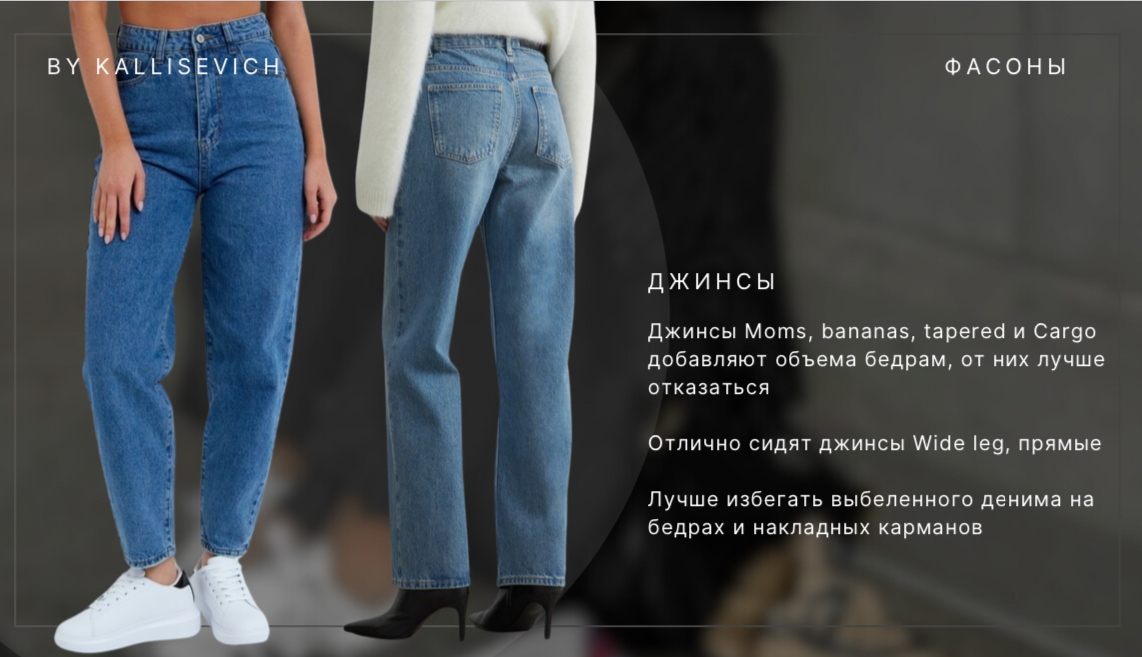 BY KALLISEVICH
ФАСОНЫ
ДЖИНСЫ
Джинсы Moms, bananas, tapered и Cargo
добавляют объема бедрам, от них лучше
отказаться
Отлично сидят джинсы Wide leg, прямые
Лучше избегать выбеленного денима на
бедрах и накладных карманов